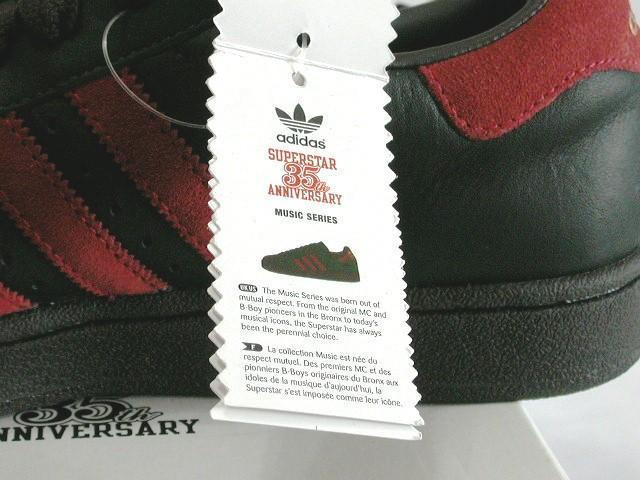 adidas
SUPERSTAR
35th
ANNIVERSARY
MUSIC SERIES
UK/US The Music Series was born out of
mutual respect. From the original MC and
B-Boy pioneers in the Bronx to today's
musical icons, the Superstar has always
been the perennial choice.
F La collection Music est née du
respect mutuel. Des premiers MC et des
pionniers B-Boys originaires du Bronx aux
idoles de la musique d'aujourd'hui, la
Superstar s'est imposée comme leur icône.
35th
ANNIVERSARY